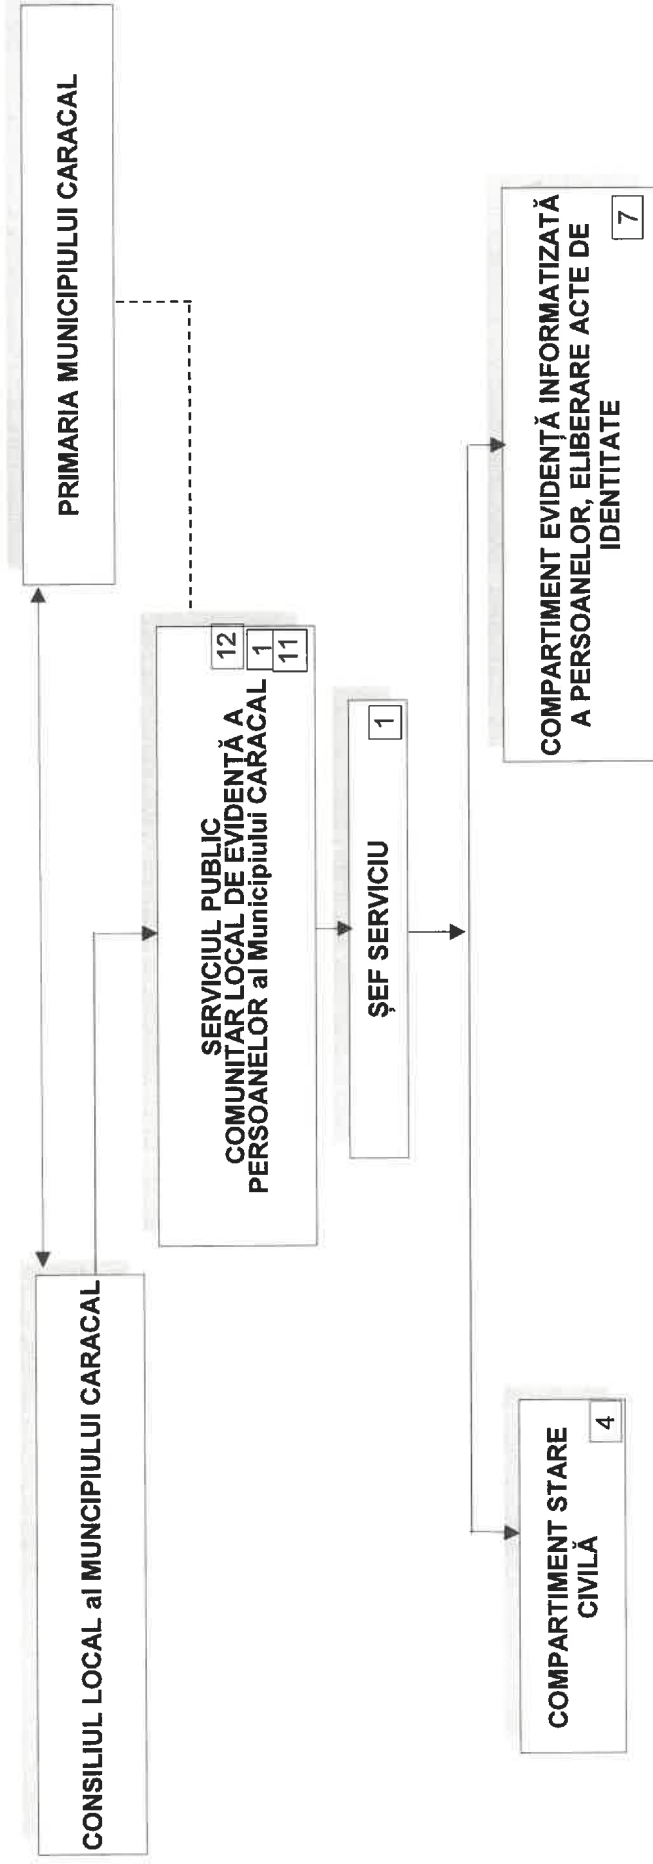 CONSILIUL LOCAL al MUNCIPIULUI CARACAL
PRIMARIA MUNICIPIULUI CARACAL
SERVICIUL PUBLIC
COMUNITAR LOCAL DE EVIDENȚĂ A
PERSOANELOR al Municipiului CARACAL
12
1
11
ȘEF SERVICIU
1
COMPARTIMENT STARE
CIVILĂ
4
COMPARTIMENT EVIDENȚĂ INFORMATIZATĂ
A PERSOANELOR, ELIBERARE ACTE DE
IDENTITATE
7